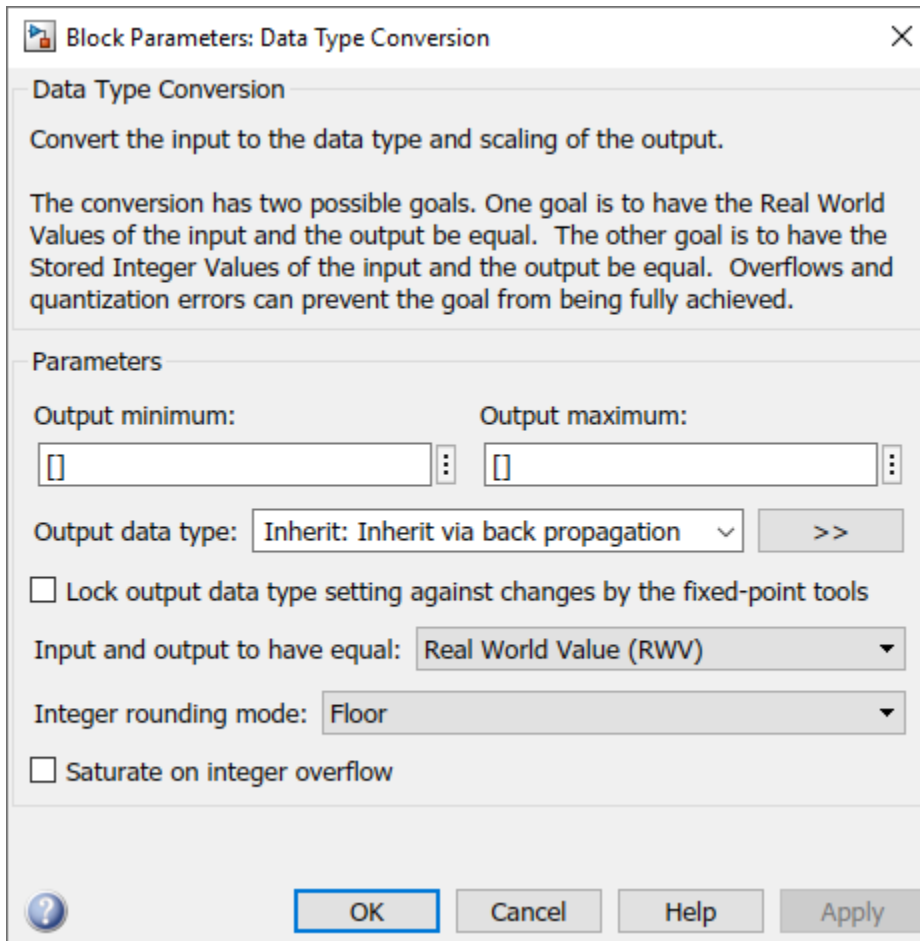 Block Parameters: Data Type Conversion
Data Type Conversion
Convert the input to the data type and scaling of the output.
The conversion has two possible goals. One goal is to have the Real World
Values of the input and the output be equal.  The other goal is to have the
Stored Integer Values of the input and the output be equal.  Overflows and
quantization errors can prevent the goal from being fully achieved.
Parameters
Output minimum: Output maximum:
[] []
Output data type: Inherit: Inherit via back propagation >>
Lock output data type setting against changes by the fixed-point tools
Input and output to have equal: Real World Value (RWV)
Integer rounding mode: Floor
Saturate on integer overflow
? OK Cancel Help Apply